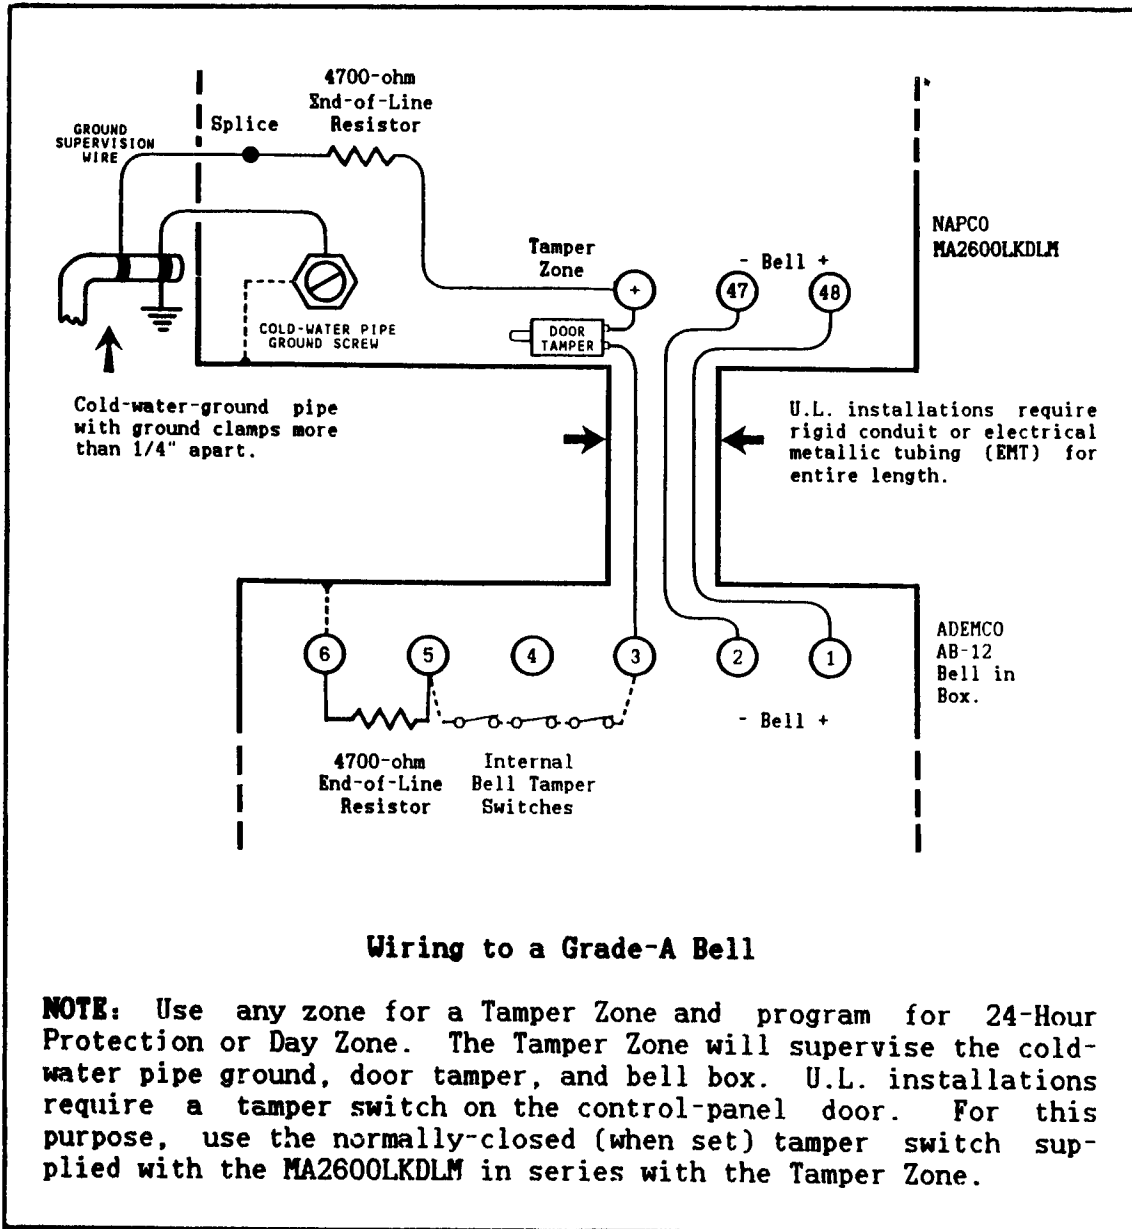 4700-ohm
End-of-Line
Resistor
Splice
GROUND
SUPERVISION
WIRE
NAPCO
MA2600LKDLM
Tamper
Zone
- Bell +
+
47
48
DOOR
TAMPER
COLD-WATER PIPE
GROUND SCREW
Cold-water-ground pipe
with ground clamps more
than 1/4" apart.
U.L. installations require
rigid conduit or electrical
metallic tubing (EMT) for
entire length.
6
5
4
3
2
1
ADEMCO
AB-12
Bell in
Box.
- Bell +
4700-ohm
End-of-Line
Resistor
Internal
Bell Tamper
Switches
Wiring to a Grade-A Bell
NOTE: Use any zone for a Tamper Zone and program for 24-Hour
Protection or Day Zone. The Tamper Zone will supervise the cold-
water pipe ground, door tamper, and bell box. U.L. installations
require a tamper switch on the control-panel door. For this
purpose, use the normally-closed (when set) tamper switch sup-
plied with the MA2600LKDLM in series with the Tamper Zone.